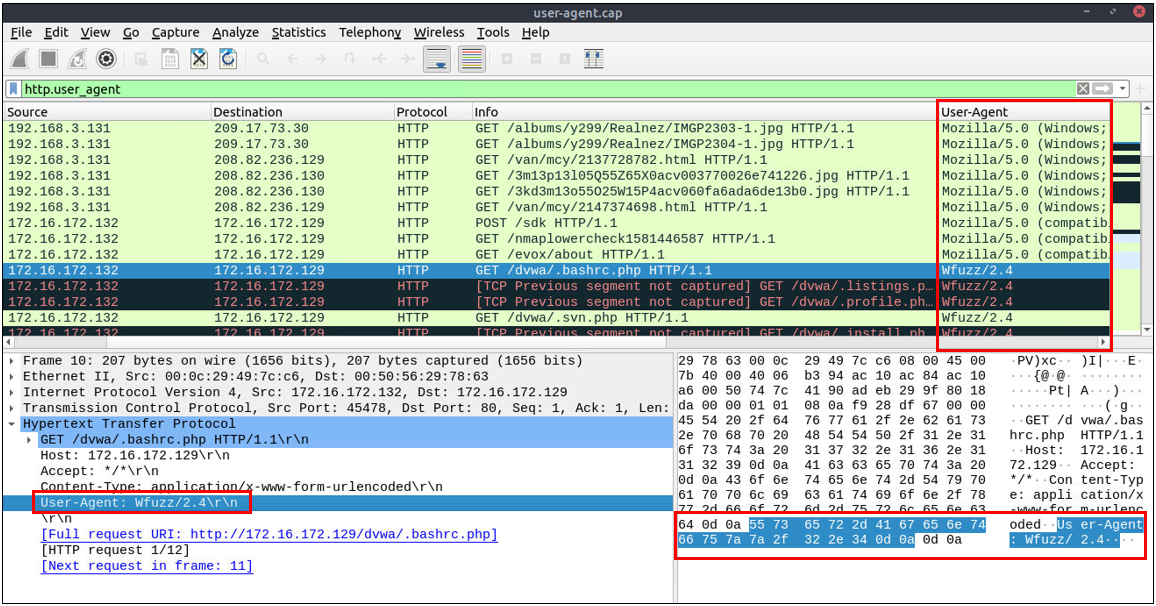 user-agent.cap
File Edit View Go Capture Analyze Statistics Telephony Wireless Tools Help
http.user_agent
Source Destination Protocol Info User-Agent
192.168.3.131 209.17.73.30 HTTP GET /albums/y299/Realnez/IMGP2303-1.jpg HTTP/1.1 Mozilla/5.0 (Windows;
192.168.3.131 209.17.73.30 HTTP GET /albums/y299/Realnez/IMGP2304-1.jpg HTTP/1.1 Mozilla/5.0 (Windows;
192.168.3.131 208.82.236.129 HTTP GET /van/mcy/2137728782.html HTTP/1.1 Mozilla/5.0 (Windows;
192.168.3.131 208.82.236.130 HTTP GET /3m13p13l05Q55Z65X0acv003770026e741226.jpg HTTP/1.1 Mozilla/5.0 (Windows;
192.168.3.131 208.82.236.129 HTTP GET /3kd3m13o55O25W15P4acv060fa6ada6de13b0.jpg HTTP/1.1 Mozilla/5.0 (Windows;
192.168.3.131 208.82.236.129 HTTP GET /van/mcy/2147374698.html HTTP/1.1 Mozilla/5.0 (Windows;
172.16.172.132 172.16.172.129 HTTP POST /sdk HTTP/1.1 Mozilla/5.0 (compatib
172.16.172.132 172.16.172.129 HTTP GET /nmaplowercheck1581446587 HTTP/1.1 Mozilla/5.0 (compatib
172.16.172.132 172.16.172.129 HTTP GET /evox/about HTTP/1.1 Mozilla/5.0 (compatib
172.16.172.132 172.16.172.129 HTTP GET /dvwa/.bashrc.php HTTP/1.1 Wfuzz/2.4
172.16.172.132 172.16.172.129 HTTP [TCP Previous segment not captured] GET /dvwa/.listings.p… Wfuzz/2.4
172.16.172.132 172.16.172.129 HTTP [TCP Previous segment not captured] GET /dvwa/.profile.ph… Wfuzz/2.4
172.16.172.132 172.16.172.129 HTTP GET /dvwa/.svn.php HTTP/1.1 Wfuzz/2.4
172.16.172.132 172.16.172.129 HTTP [TCP Previous segment not captured] GET /dvwa/ install ph Wfuzz/2.4
Frame 10: 207 bytes on wire (1656 bits), 207 bytes captured (1656 bits)
Ethernet II, Src: 00:0c:29:49:7c:c6, Dst: 00:50:56:29:78:63
Internet Protocol Version 4, Src: 172.16.172.132, Dst: 172.16.172.129
Transmission Control Protocol, Src Port: 45478, Dst Port: 80, Seq: 1, Ack: 1, Len:
Hypertext Transfer Protocol
GET /dvwa/.bashrc.php HTTP/1.1\r\n
Host: 172.16.172.129\r\n
Accept: */*\r\n
Content-Type: application/x-www-form-urlencoded\r\n
User-Agent: Wfuzz/2.4\r\n
\r\n
[Full request URI: http://172.16.172.129/dvwa/.bashrc.php]
[HTTP request 1/12]
[Next request in frame: 11]
29 78 63 00 0c 29 49 7c c6 08 00 45 00 ·PV)xc· )I|···E·
7b 40 00 40 06 b3 94 ac 10 ac 84 ac 10 ···{@·@· ········
a6 00 50 74 7c 41 90 ad eb 29 9f 80 18 ·····Pt| A···)···
da 00 00 01 01 08 0a f9 28 df 67 00 00 ········ ···(·g··
45 54 20 2f 64 76 77 61 2f 2e 62 61 73 ··GET /d vwa/.bas
2e 70 68 70 20 48 54 54 50 2f 31 2e 31 hrc.php HTTP/1.1
6f 73 74 3a 20 31 37 32 2e 31 36 2e 31 ··Host: 172.16.1
31 32 39 0d 0a 41 63 63 65 70 74 3a 20 72.129·· Accept:
0d 0a 43 6f 6e 74 65 6e 74 2d 54 79 70 */*··Con tent-Typ
61 70 70 6c 69 63 61 74 69 6f 6e 2f 78 e: appli cation/x
77 2d 66 6f 72 6d 2d 75 72 6c 65 6e 63 -www-for m-urlenc
64 0d 0a 55 73 65 72 2d 41 67 65 6e 74 oded··Us er-Agent
66 75 7a 7a 2f 32 2e 34 0d 0a 0d 0a : Wfuzz/ 2.4····